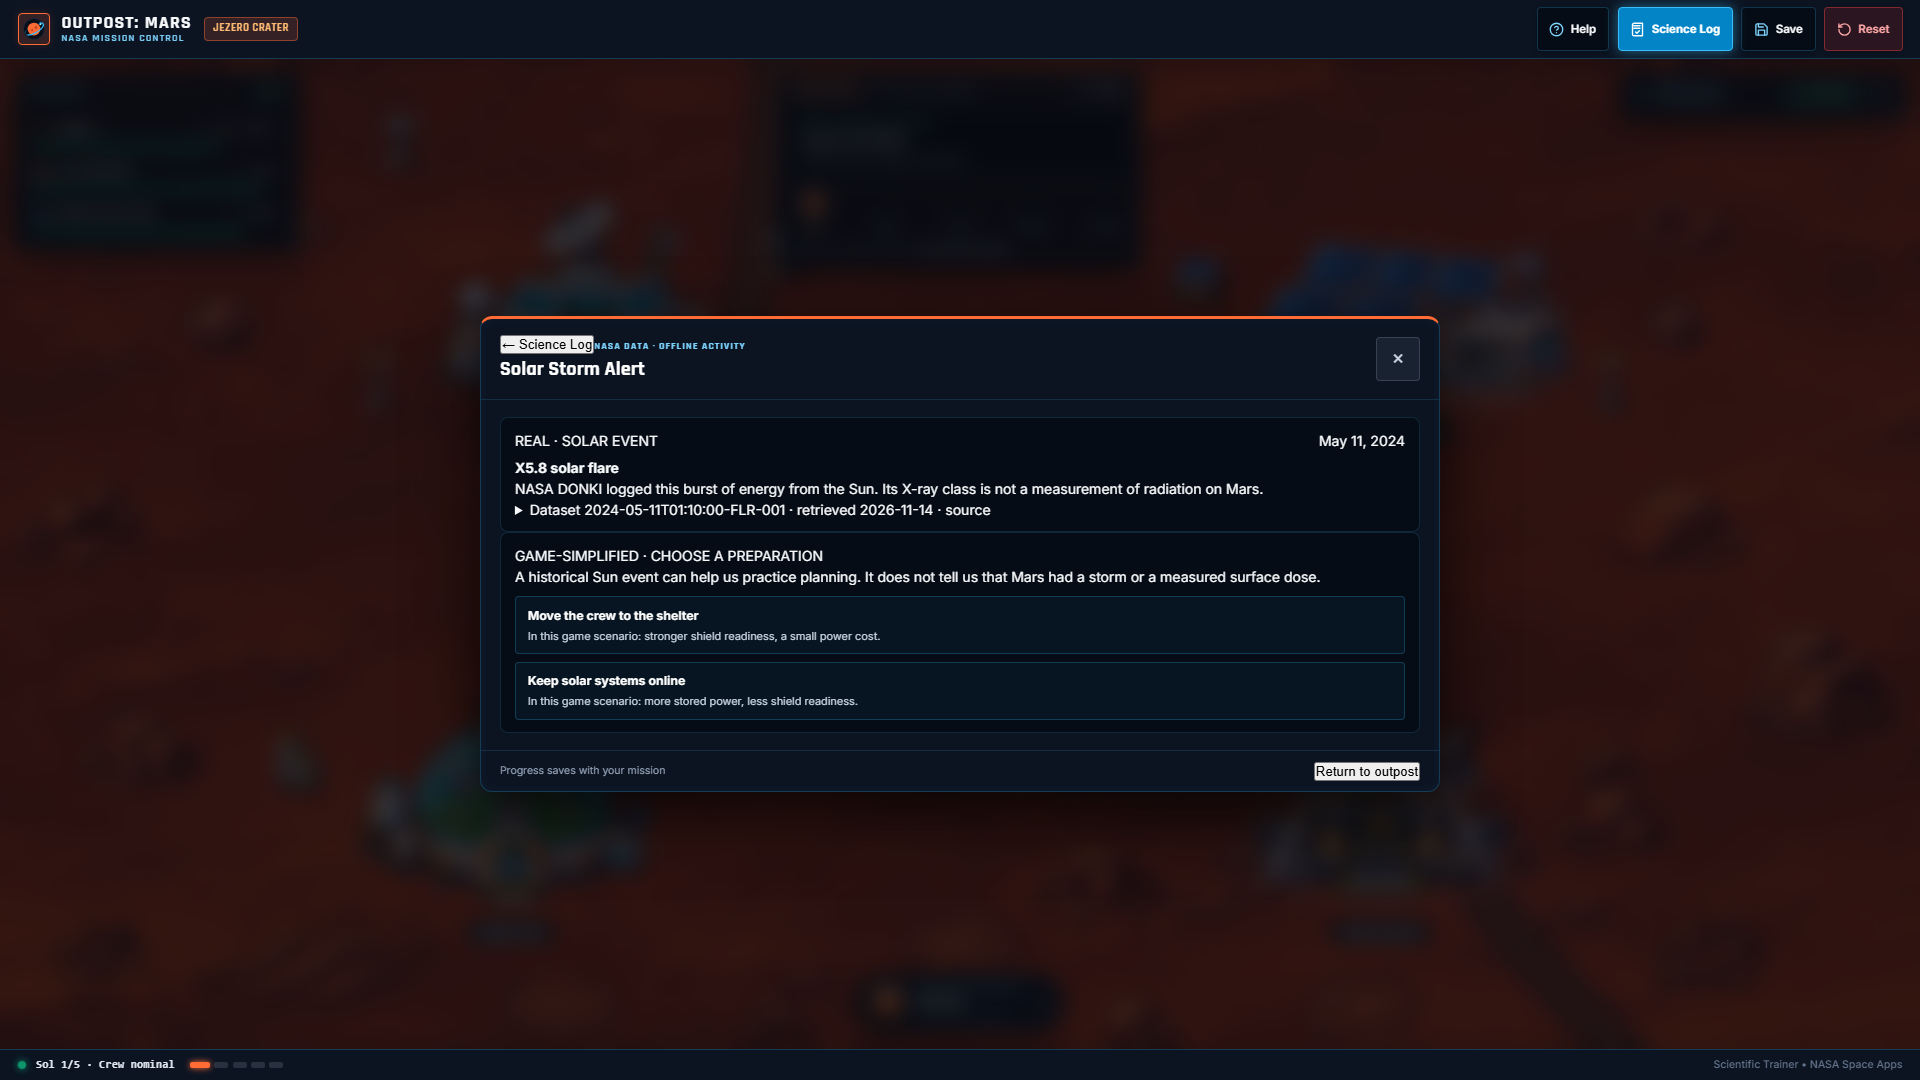 OUTPOST: MARS
NASA MISSION CONTROL
JEZERO CRATER
Help
Science Log
Save
Reset
← Science Log
NASA DATA · OFFLINE ACTIVITY
Solar Storm Alert
×
REAL · SOLAR EVENT
May 11, 2024
X5.8 solar flare
NASA DONKI logged this burst of energy from the Sun. Its X-ray class is not a measurement of radiation on Mars.
▶ Dataset 2024-05-11T01:10:00-FLR-001 · retrieved 2026-11-14 · source
GAME-SIMPLIFIED · CHOOSE A PREPARATION
A historical Sun event can help us practice planning. It does not tell us that Mars had a storm or a measured surface dose.
Move the crew to the shelter
In this game scenario: stronger shield readiness, a small power cost.
Keep solar systems online
In this game scenario: more stored power, less shield readiness.
Progress saves with your mission
Return to outpost
Sol 1/5 · Crew nominal
Scientific Trainer • NASA Space Apps